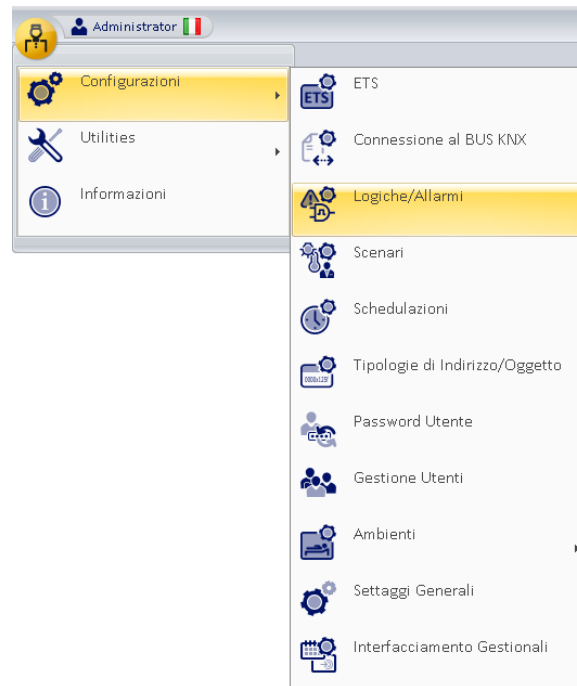 Administrator
Configurazioni
Utilities
Informazioni
ETS
ETS
Connessione al BUS KNX
Logiche/Allarmi
Scenari
Schedulazioni
Tipologie di Indirizzo/Oggetto
Password Utente
Gestione Utenti
Ambienti
Settaggi Generali
Interfacciamento Gestionali